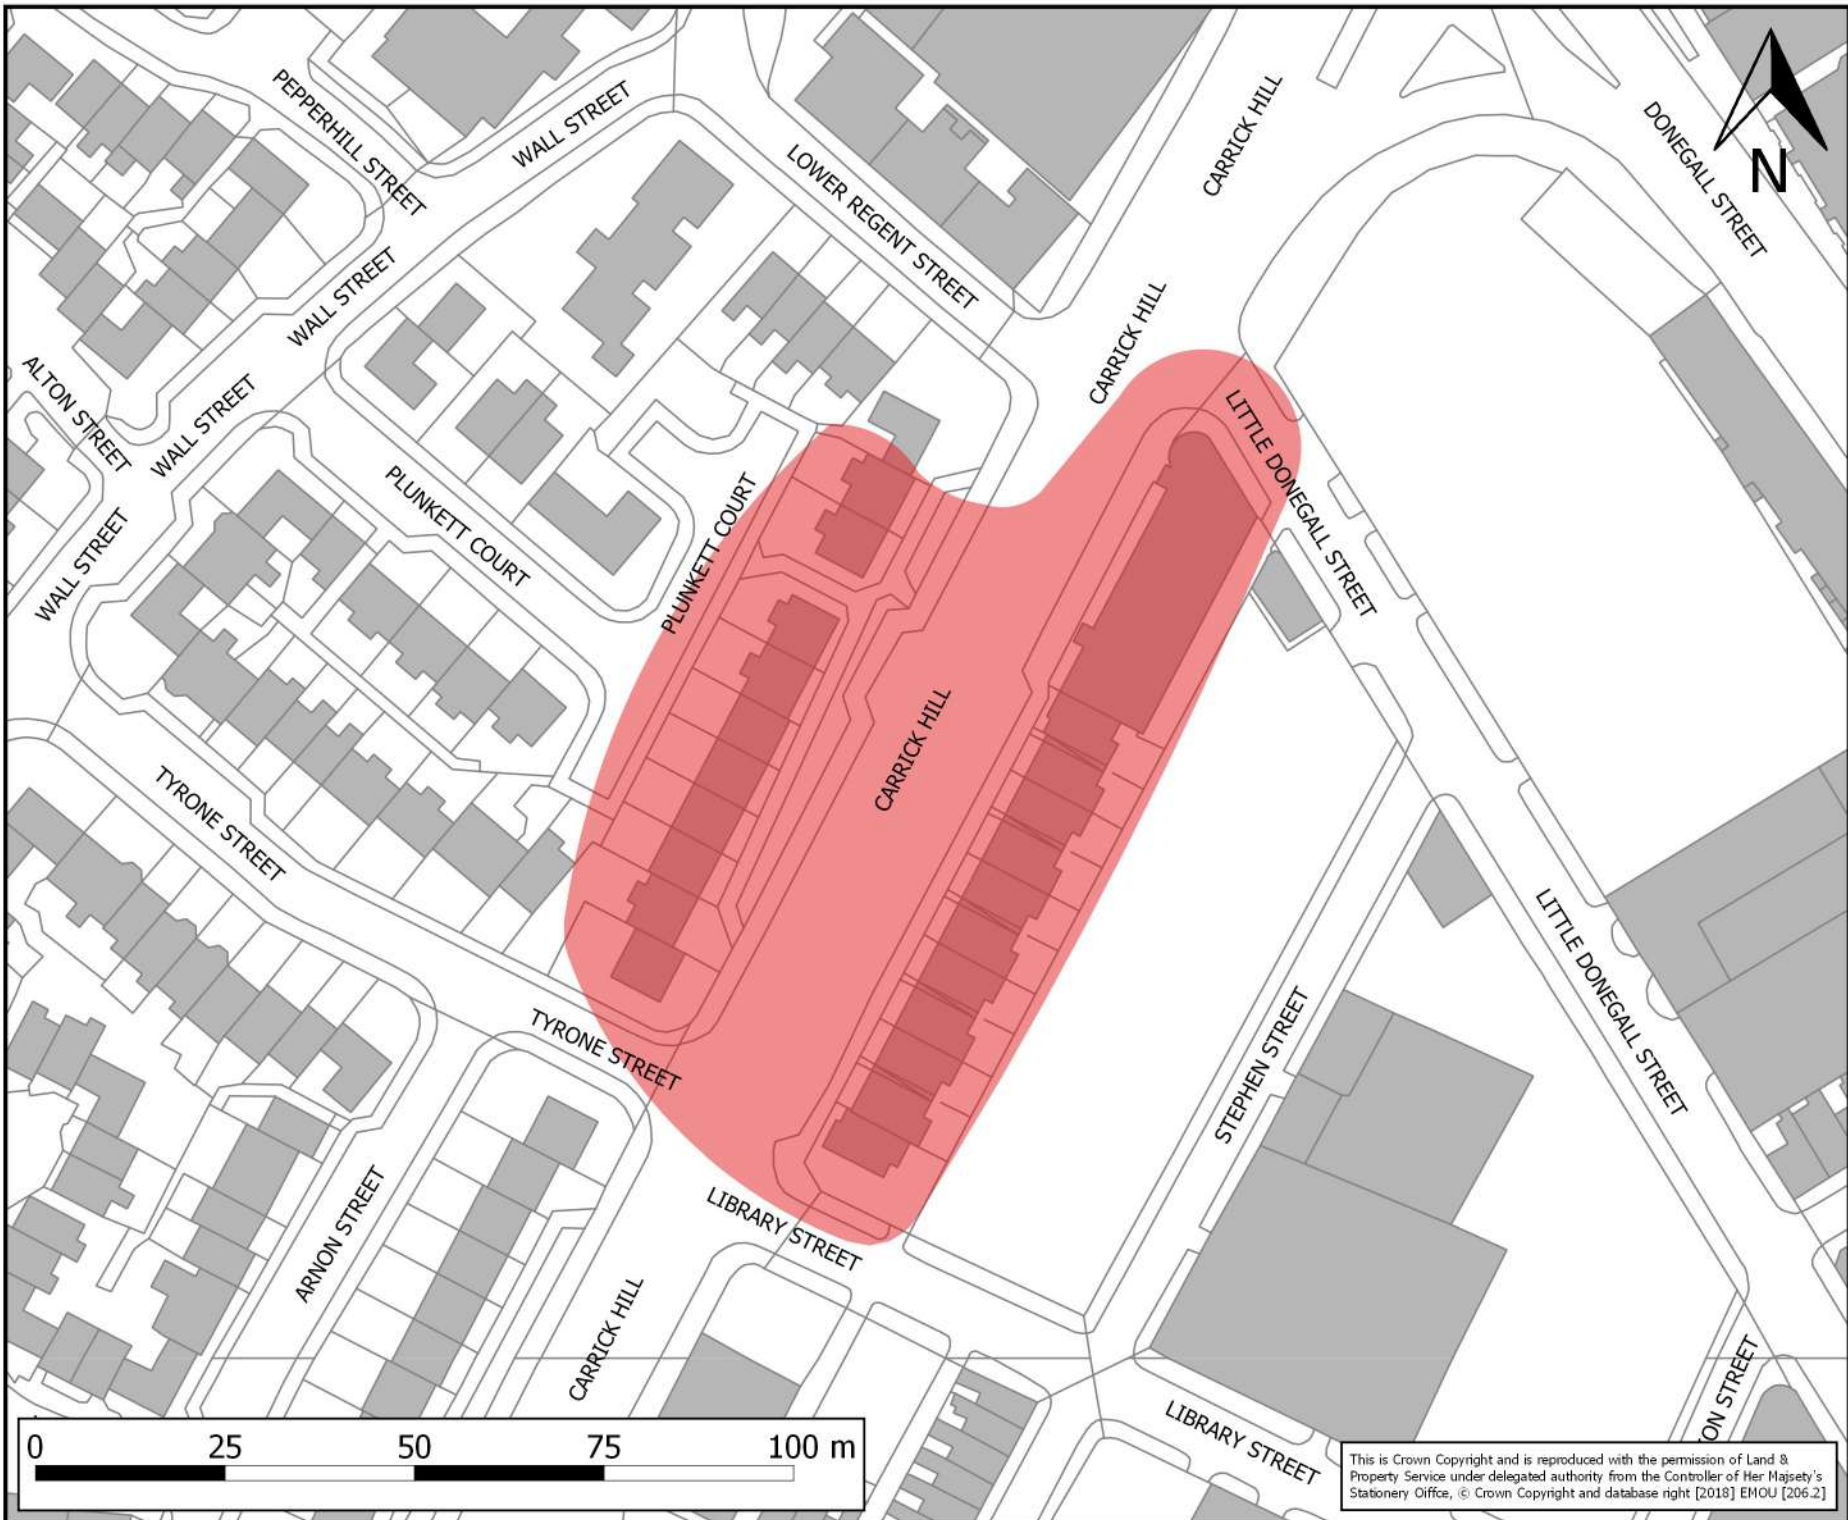 PEPPERHILL STREET
WALL STREET
LOWER REGENT STREET
CARRICK HILL
DONEGALL STREET
N
WALL STREET
CARRICK HILL
ALTON STREET
WALL STREET
LITTLE DONEGALL STREET
PLUNKETT COURT
PLUNKETT COURT
WALL STREET
CARRICK HILL
TYRONE STREET
LITTLE DONEGALL STREET
TYRONE STREET
STEPHEN STREET
ARNON STREET
LIBRARY STREET
CARRICK HILL
LIBRARY STREET
ON STREET
0 25 50 75 100 m
This is Crown Copyright and is reproduced with the permission of Land &
Property Service under delegated authority from the Controller of Her Majsety's
Stationery Oiffce, © Crown Copyright and database right [2018] EMOU [206.2]